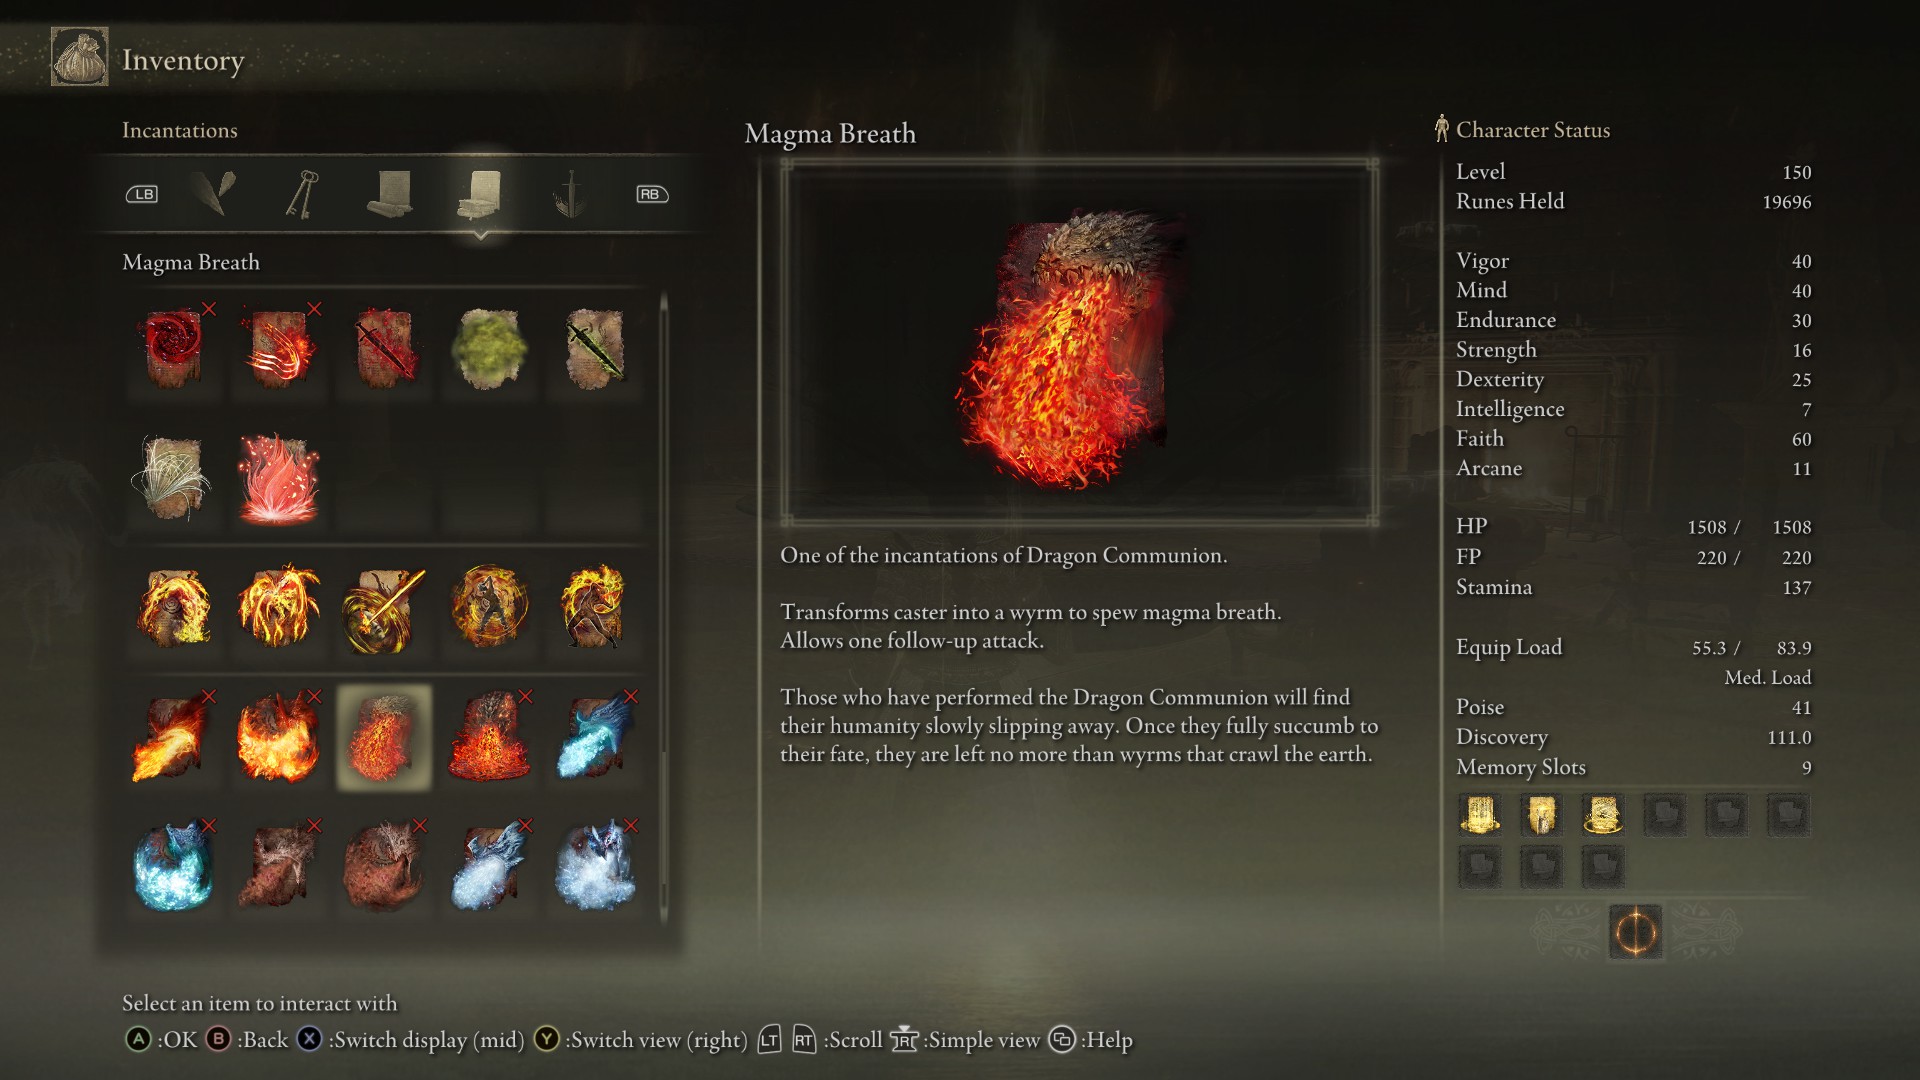 Inventory
Incantations
LB
RB
Magma Breath
Magma Breath
One of the incantations of Dragon Communion.
Transforms caster into a wyrm to spew magma breath.
Allows one follow-up attack.
Those who have performed the Dragon Communion will find
their humanity slowly slipping away. Once they fully succumb to
their fate, they are left no more than wyrms that crawl the earth.
Character Status
Level 150
Runes Held 19696
Vigor 40
Mind 40
Endurance 30
Strength 16
Dexterity 25
Intelligence 7
Faith 60
Arcane 11
HP 1508 / 1508
FP 220 / 220
Stamina 137
Equip Load 55.3 / 83.9
Med. Load
Poise 41
Discovery 111.0
Memory Slots 9
Select an item to interact with
A :OK B :Back X :Switch display (mid) Y :Switch view (right) LT RT :Scroll R :Simple view :Help